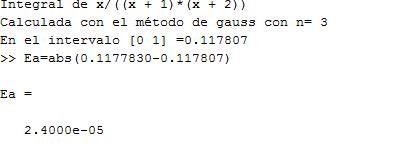 Integral de x/((x + 1)*(x + 2))
Calculada con el método de gauss con n= 3
En el intervalo [0 1] =0.117807
>> Ea=abs(0.1177830-0.117807)
Ea =
2.4000e-05